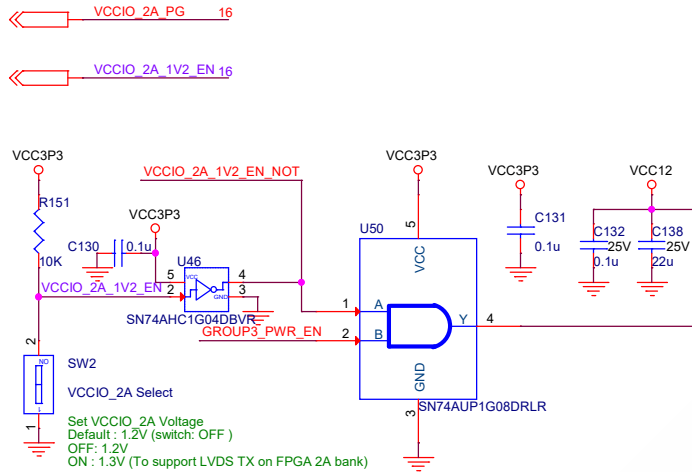 VCCIO_2A_PG 16
VCCIO_2A_1V2_EN 16
VCC3P3
VCCIO_2A_1V2_EN_NOT
VCC3P3
VCC3P3
VCC12
R151
VCC3P3
U50
C131
C132
C138
C130
0.1u
U46
5
VCC
0.1u
25V
25V
10K
5
VCC
4
0.1u
22u
VCCIO_2A_1V2_EN
2
GND
3
1
A
SN74AHC1G04DBVR
Y
4
GROUP3_PWR_EN
2
B
2
SW2
ON
GND
VCCIO_2A Select
SN74AUP1G08DRLR
1
3
Set VCCIO_2A Voltage
Default : 1.2V (switch: OFF )
OFF: 1.2V
ON : 1.3V (To support LVDS TX on FPGA 2A bank)